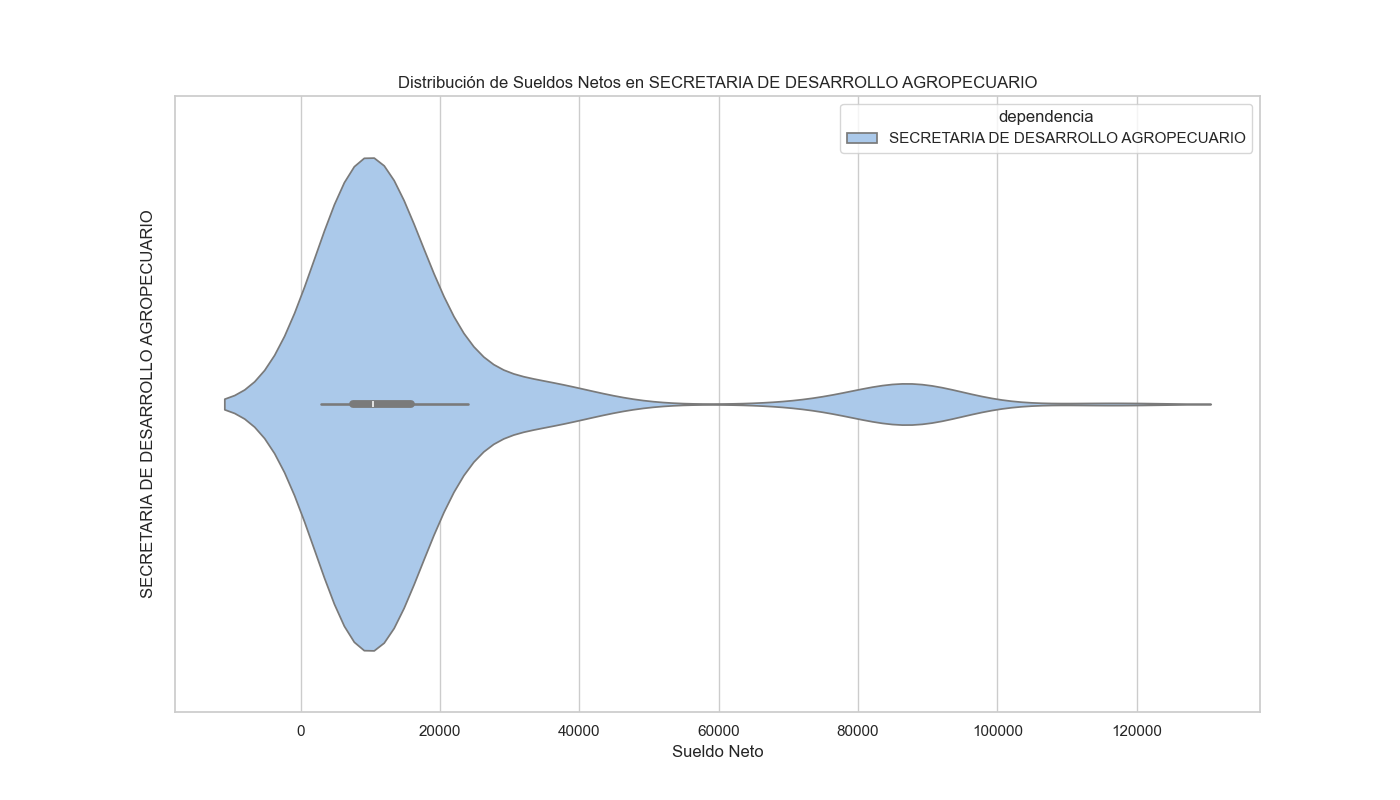 Distribución de Sueldos Netos en SECRETARIA DE DESARROLLO AGROPECUARIO
dependencia
SECRETARIA DE DESARROLLO AGROPECUARIO
SECRETARIA DE DESARROLLO AGROPECUARIO
0 20000 40000 60000 80000 100000 120000
Sueldo Neto